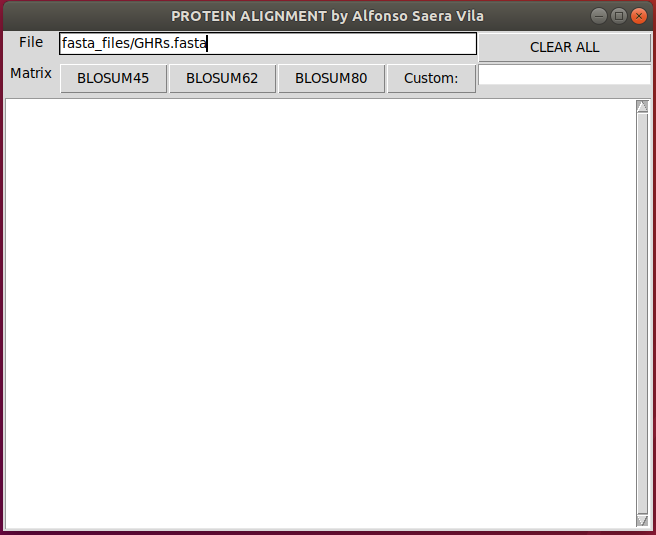 PROTEIN ALIGNMENT by Alfonso Saera Vila
File fasta_files/GHRs.fasta CLEAR ALL
Matrix BLOSUM45 BLOSUM62 BLOSUM80 Custom: